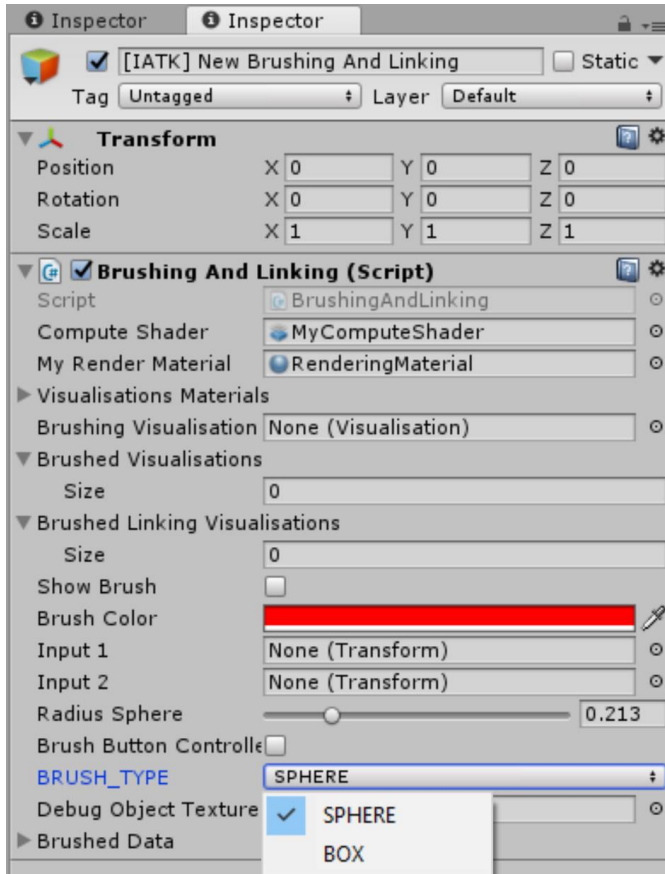 Inspector Inspector
[IATK] New Brushing And Linking Static
Tag Untagged Layer Default
Transform
Position X 0 Y 0 Z 0
Rotation X 0 Y 0 Z 0
Scale X 1 Y 1 Z 1
Brushing And Linking (Script)
Script BrushingAndLinking
Compute Shader MyComputeShader
My Render Material RenderingMaterial
Visualisations Materials
Brushing Visualisation None (Visualisation)
Brushed Visualisations
Size 0
Brushed Linking Visualisations
Size 0
Show Brush
Brush Color
Input 1 None (Transform)
Input 2 None (Transform)
Radius Sphere 0.213
Brush Button Controlle
BRUSH_TYPE SPHERE
Debug Object Texture
SPHERE
Brushed Data
BOX